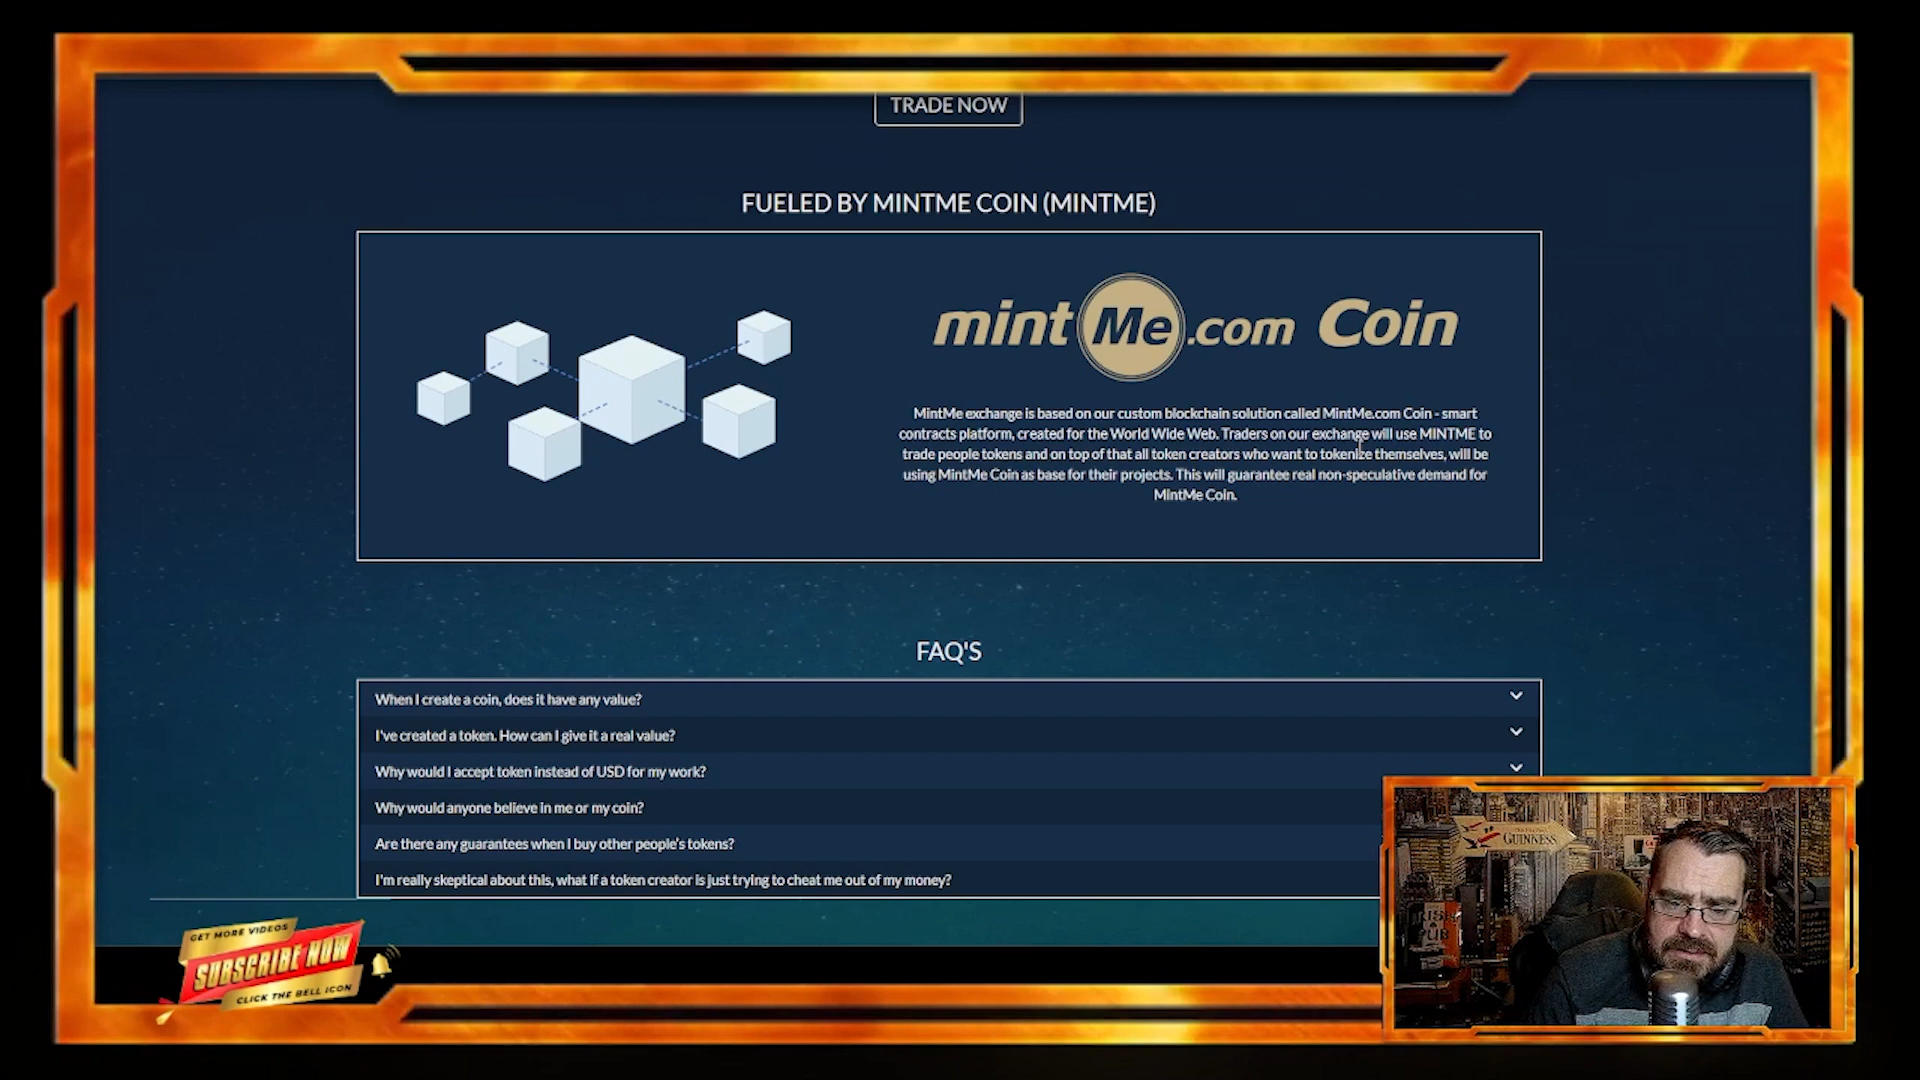 TRADE NOW
FUELED BY MINTME COIN (MINTME)
mintMe.com Coin
MintMe exchange is based on our custom blockchain solution called MintMe.com Coin - smart
contracts platform, created for the World Wide Web. Traders on our exchange will use MINTME to
trade people tokens and on top of that all token creators who want to tokenize themselves, will be
using MintMe Coin as base for their projects. This will guarantee real non-speculative demand for
MintMe Coin.
FAQ'S
When I create a coin, does it have any value?
I've created a token. How can I give it a real value?
Why would I accept token instead of USD for my work?
Why would anyone believe in me or my coin?
Are there any guarantees when I buy other people's tokens?
I'm really skeptical about this, what if a token creator is just trying to cheat me out of my money?
GET MORE VIDEOS
SUBSCRIBE NOW
CLICK THE BELL ICON
GUINNESS
IRISH
PUB